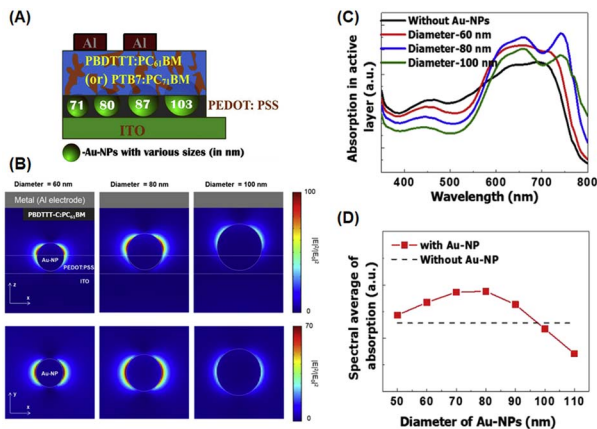 (A)
Al Al
PBDTTT:PC61BM
(or) PTB7:PC71BM
71 80 87 103 PEDOT: PSS
ITO
-Au-NPs with various sizes (in nm)
(B)
Diameter = 60 nm Diameter = 80 nm Diameter = 100 nm
Metal (Al electrode)
PBDTTT-C:PC61BM
Au-NP
PEDOT:PSS
ITO
z
x
100
|E|²/|E₀|²
0
Au-NP
y
x
70
|E|²/|E₀|²
0
(C)
Without Au-NPs
Diameter-60 nm
Diameter-80 nm
Diameter-100 nm
Absorption in active
layer (a.u.)
400 500 600 700 800
Wavelength (nm)
(D)
with Au-NP
Without Au-NP
Spectral average of
absorption (a.u.)
50 60 70 80 90 100 110
Diameter of Au-NPs (nm)